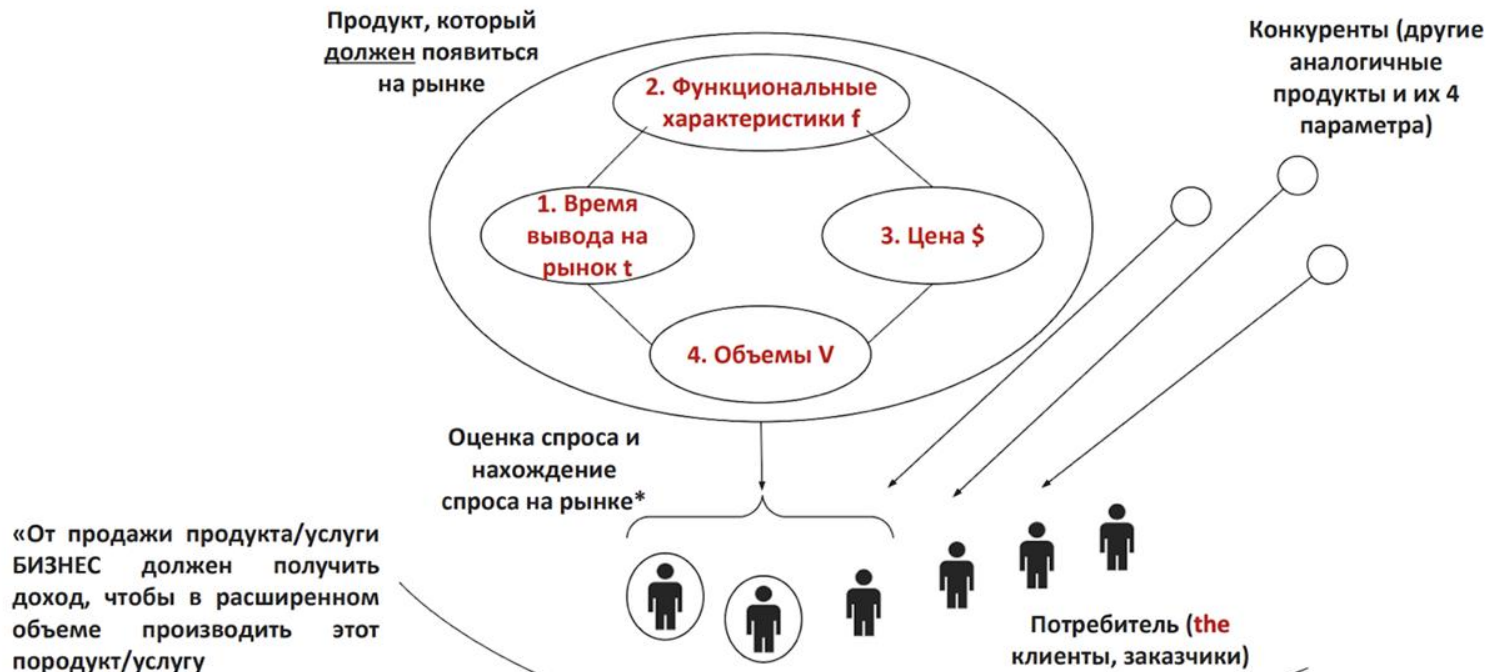 Продукт, который
должен появиться
на рынке
2. Функциональные
характеристики f
1. Время
вывода на
рынок t
3. Цена $
4. Объемы V
Конкуренты (другие
аналогичные
продукты и их 4
параметра)
Оценка спроса и
нахождение
спроса на рынке*
«От продажи продукта/услуги
БИЗНЕС должен получить
доход, чтобы в расширенном
объеме производить этот
породукт/услугу
Потребитель (the
клиенты, заказчики)